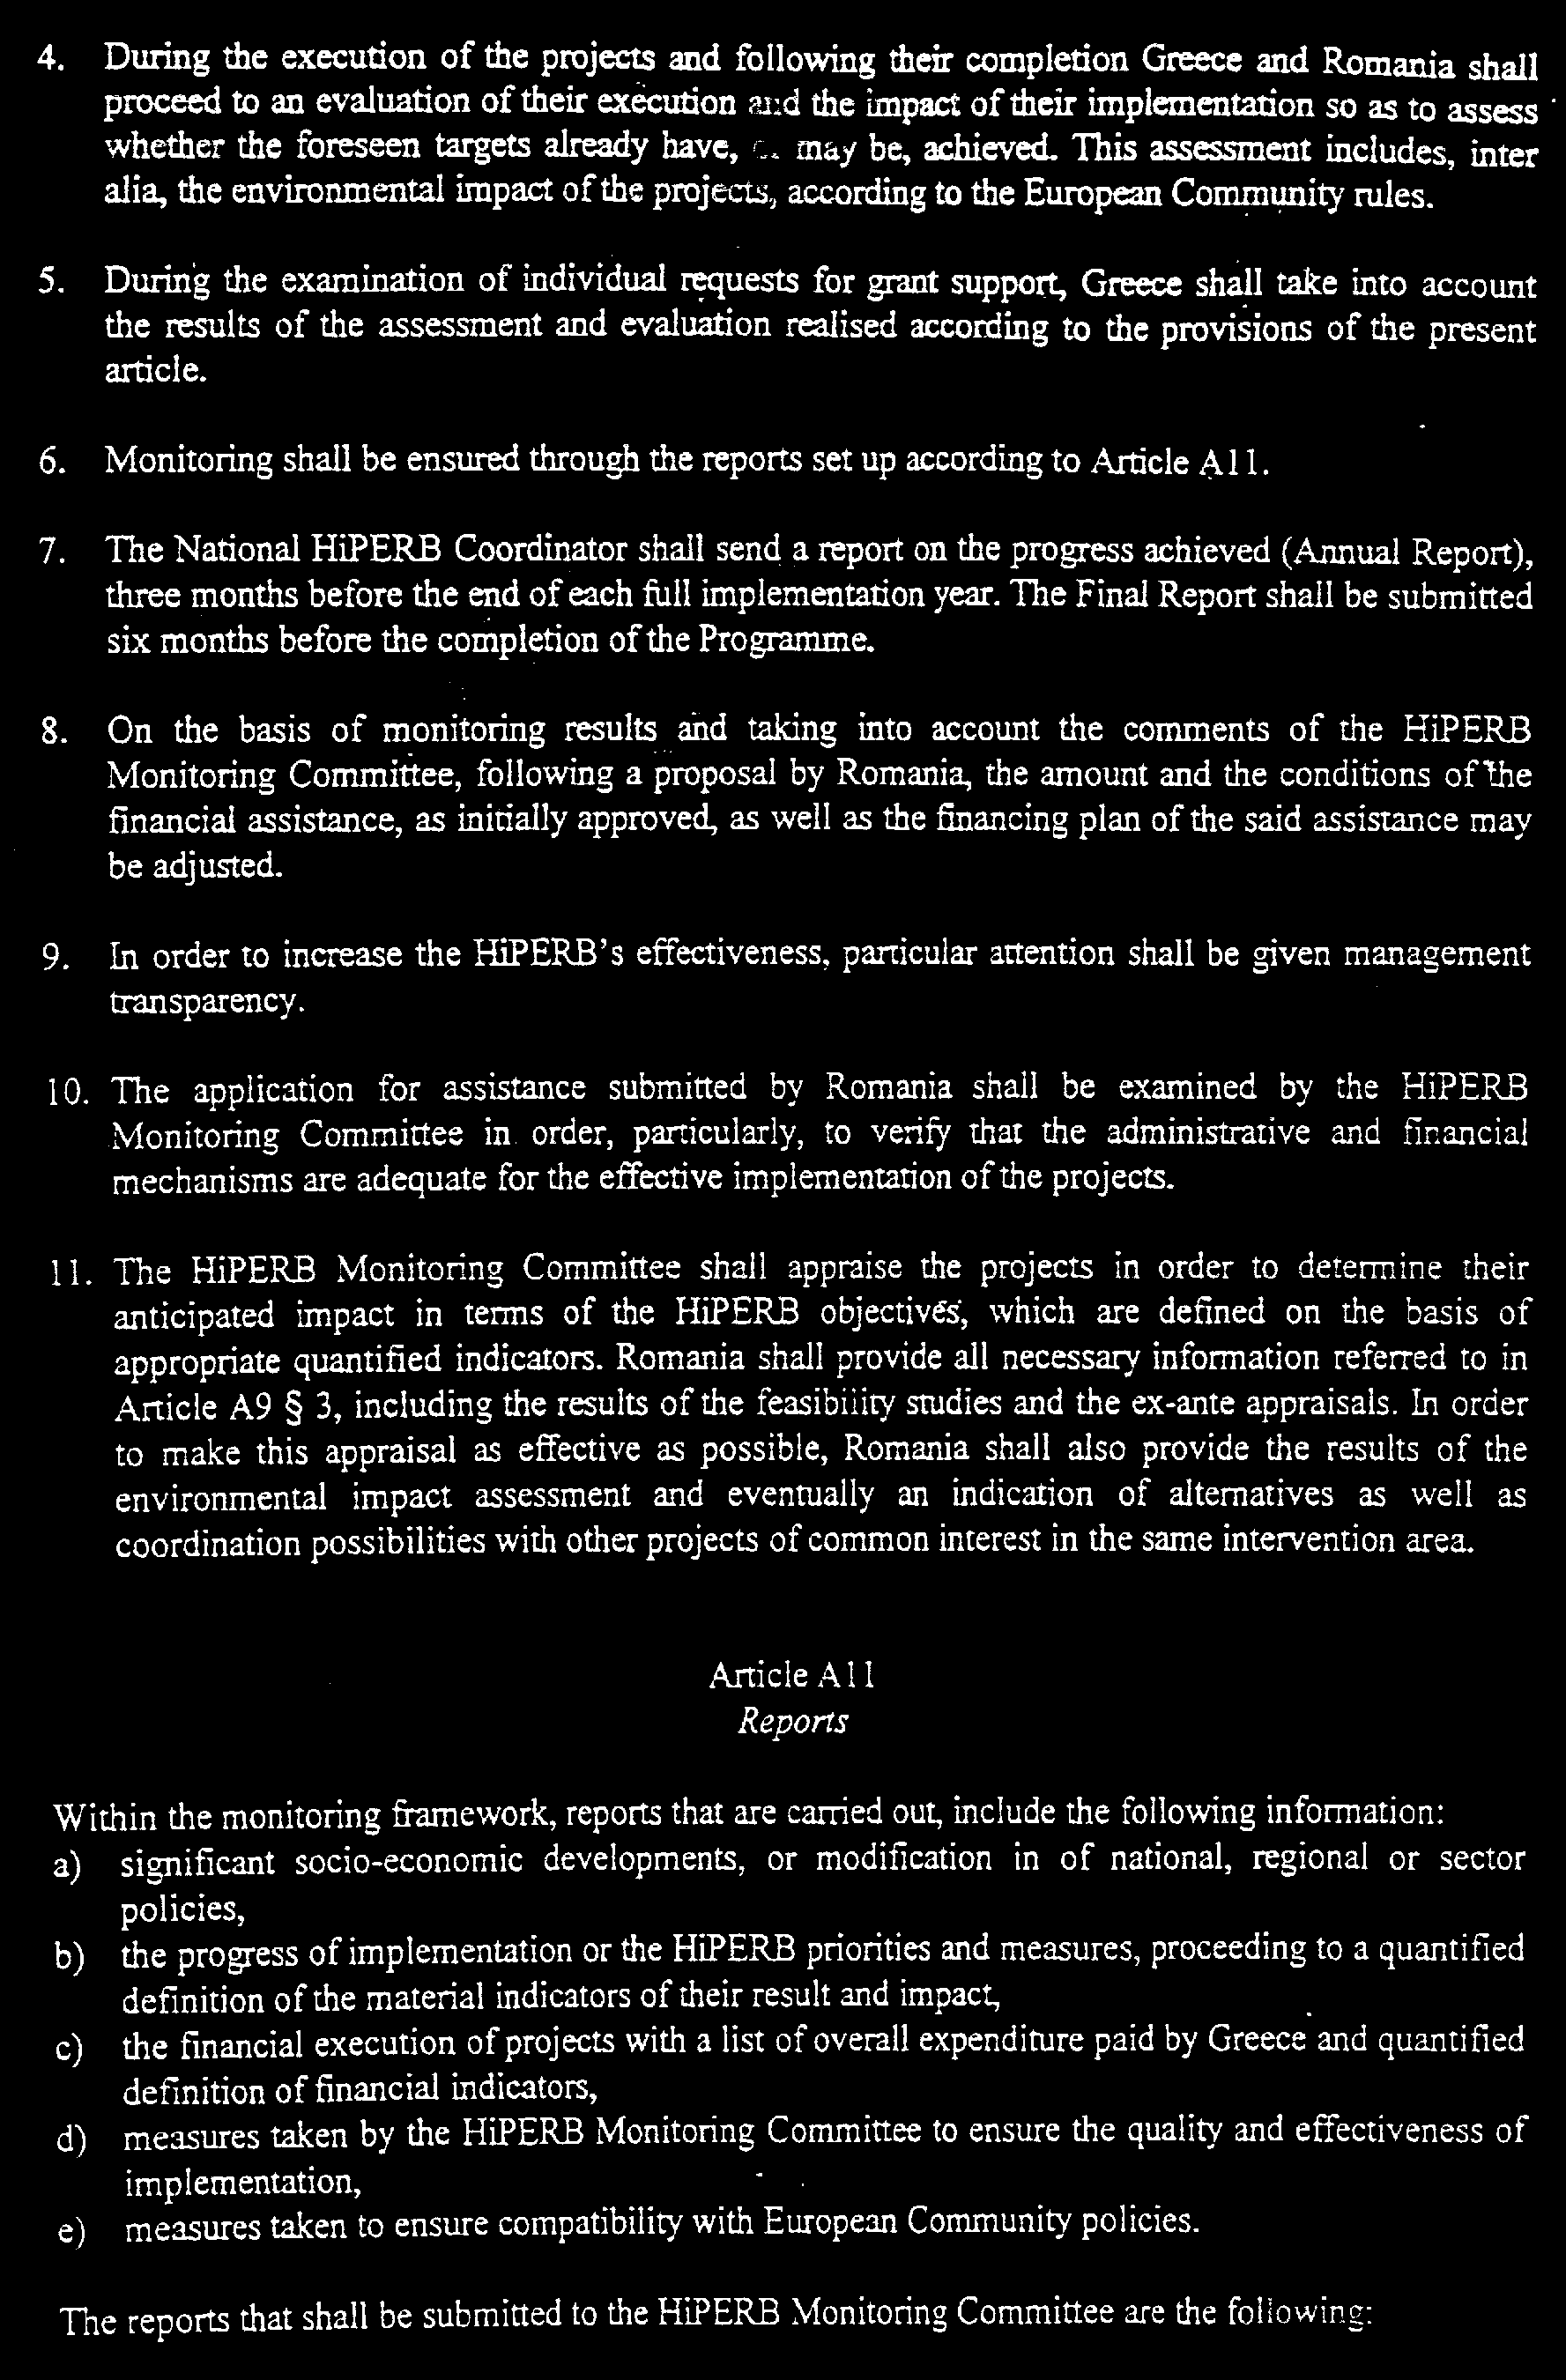 4. During the execution of the projects and following their completion Greece and Romania shall
proceed to an evaluation of their execution and the impact of their implementation so as to assess
whether the foreseen targets already have, may be, achieved. This assessment includes, inter
alia, the environmental impact of the projects, according to the European Community rules.
5. During the examination of individual requests for grant support, Greece shall take into account
the results of the assessment and evaluation realised according to the provisions of the present
article.
6. Monitoring shall be ensured through the reports set up according to Article A11.
7. The National HiPERB Coordinator shall send a report on the progress achieved (Annual Report),
three months before the end of each full implementation year. The Final Report shall be submitted
six months before the completion of the Programme.
8. On the basis of monitoring results and taking into account the comments of the HiPERB
Monitoring Committee, following a proposal by Romania, the amount and the conditions of the
financial assistance, as initially approved, as well as the financing plan of the said assistance may
be adjusted.
9. In order to increase the HiPERB's effectiveness, particular attention shall be given management
transparency.
10. The application for assistance submitted by Romania shall be examined by the HiPERB
Monitoring Committee in order, particularly, to verify that the administrative and financial
mechanisms are adequate for the effective implementation of the projects.
11. The HiPERB Monitoring Committee shall appraise the projects in order to determine their
anticipated impact in terms of the HiPERB objectives, which are defined on the basis of
appropriate quantified indicators. Romania shall provide all necessary information referred to in
Article A9 § 3, including the results of the feasibility studies and the ex-ante appraisals. In order
to make this appraisal as effective as possible, Romania shall also provide the results of the
environmental impact assessment and eventually an indication of alternatives as well as
coordination possibilities with other projects of common interest in the same intervention area.
Article A11
Reports
Within the monitoring framework, reports that are carried out, include the following information:
a) significant socio-economic developments, or modification in of national, regional or sector
policies,
b) the progress of implementation or the HiPERB priorities and measures, proceeding to a quantified
definition of the material indicators of their result and impact,
c) the financial execution of projects with a list of overall expenditure paid by Greece and quantified
definition of financial indicators,
d) measures taken by the HiPERB Monitoring Committee to ensure the quality and effectiveness of
implementation,
e) measures taken to ensure compatibility with European Community policies.
The reports that shall be submitted to the HiPERB Monitoring Committee are the following: